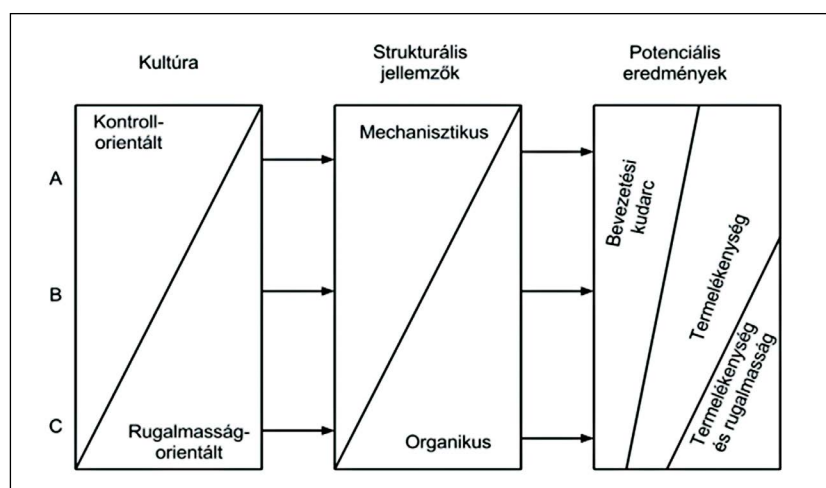 Kultúra
Strukturális
jellemzők
Potenciális
eredmények
A
B
C
Kontroll-
orientált
Rugalmasság-
orientált
Mechanisztikus
Organikus
Bevezetési
kudarc
Termelékenység
Termelékenység
és rugalmasság